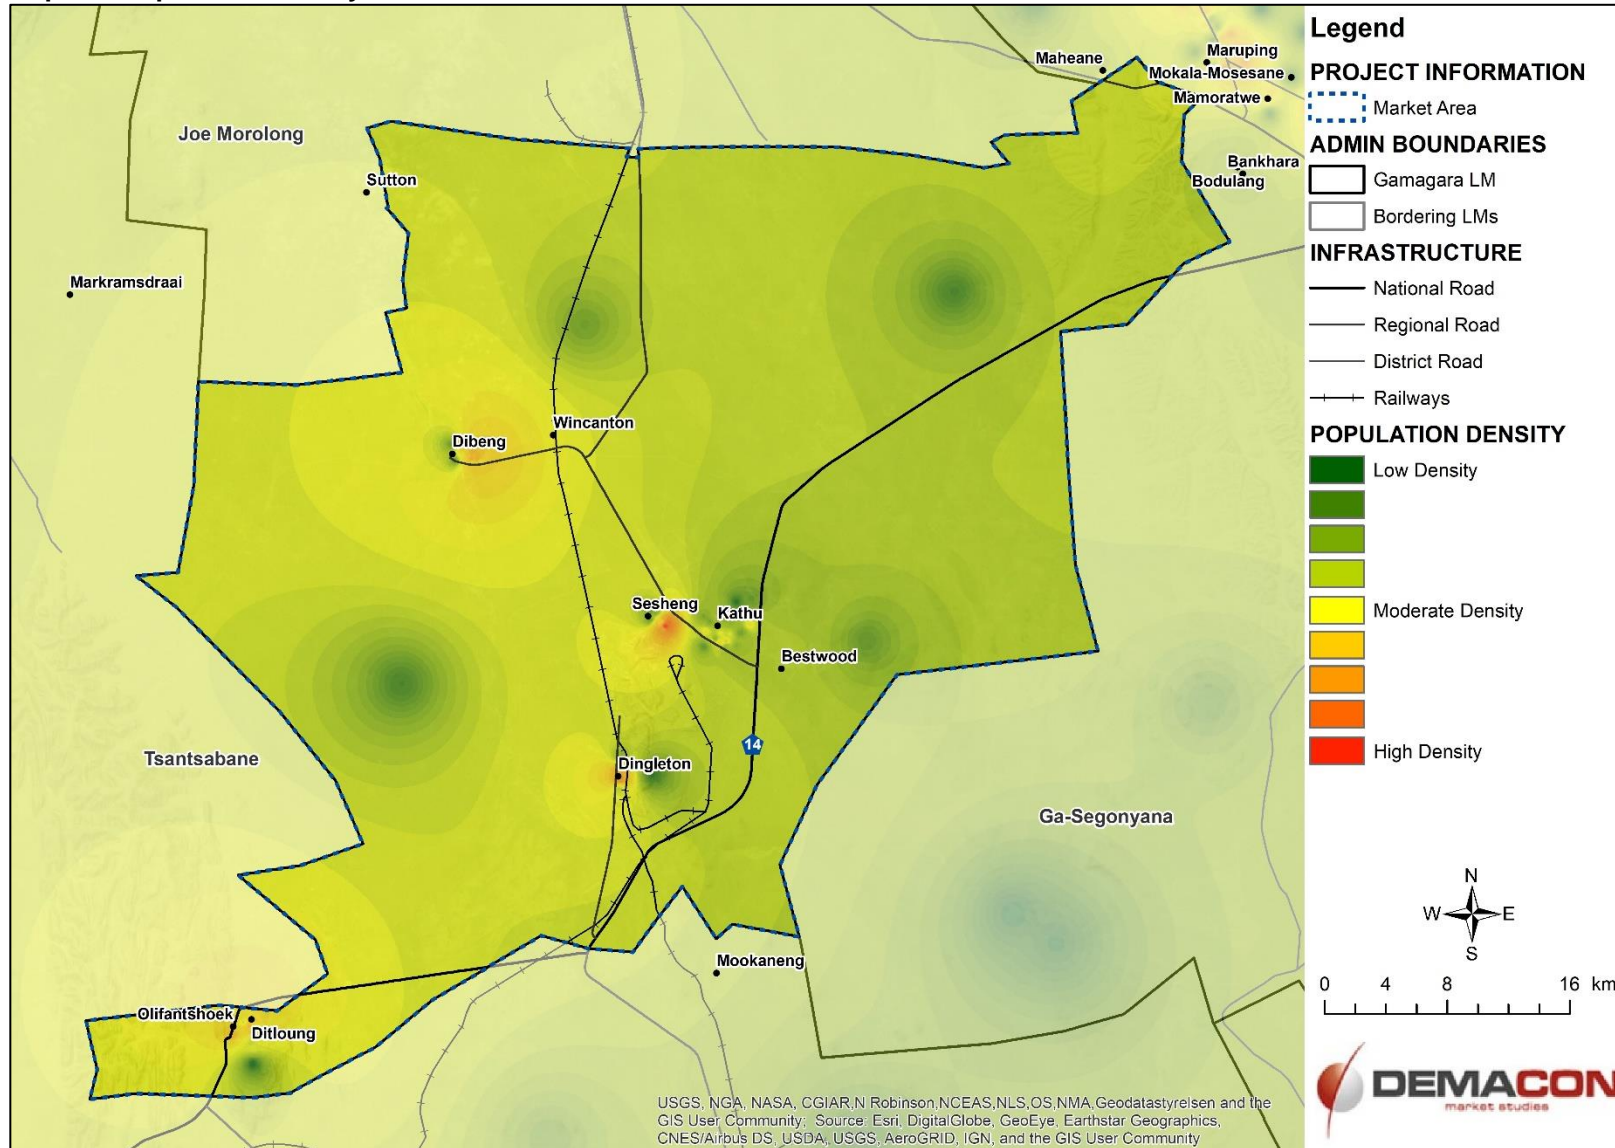 Maheane
Maruping
Mokala-Mosesane
Mamoratwe
Joe Morolong
Sutton
Bankhara
Bodulang
Markramsdraai
Wincanton
Dibeng
Sesheng
Kathu
Bestwood
14
Tsantsabane
Dingleton
Ga-Segonyana
Mookaneng
Olifantshoek
Ditloung
USGS, NGA, NASA, CGIAR,N Robinson,NCEAS,NLS,OS,NMA,Geodatastyrelsen and the
GIS User Community; Source: Esri, DigitalGlobe, GeoEye, Earthstar Geographics,
CNES/Airbus DS, USDA, USGS, AeroGRID, IGN, and the GIS User Community
Legend
PROJECT INFORMATION
Market Area
ADMIN BOUNDARIES
Gamagara LM
Bordering LMs
INFRASTRUCTURE
National Road
Regional Road
District Road
Railways
POPULATION DENSITY
Low Density
Moderate Density
High Density
N
W E
S
0 4 8 16 km
DEMACON
market studies